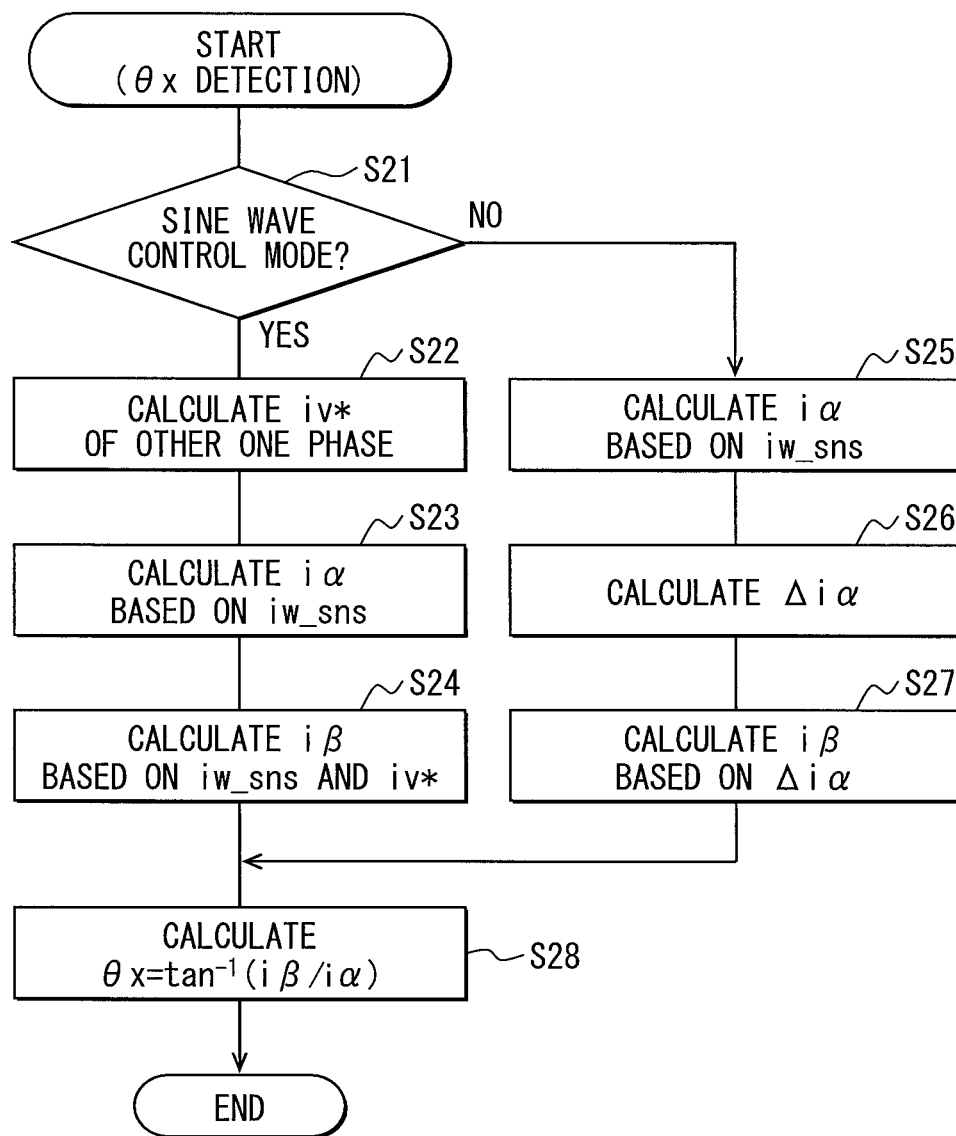 START
(θx DETECTION)
S21
SINE WAVE
CONTROL MODE?
NO
YES
S22
CALCULATE iv*
OF OTHER ONE PHASE
S23
CALCULATE iα
BASED ON iw_sns
S24
CALCULATE iβ
BASED ON iw_sns AND iv*
S25
CALCULATE iα
BASED ON iw_sns
S26
CALCULATE Δiα
S27
CALCULATE iβ
BASED ON Δiα
CALCULATE
θx=tan⁻¹(iβ/iα)
S28
END